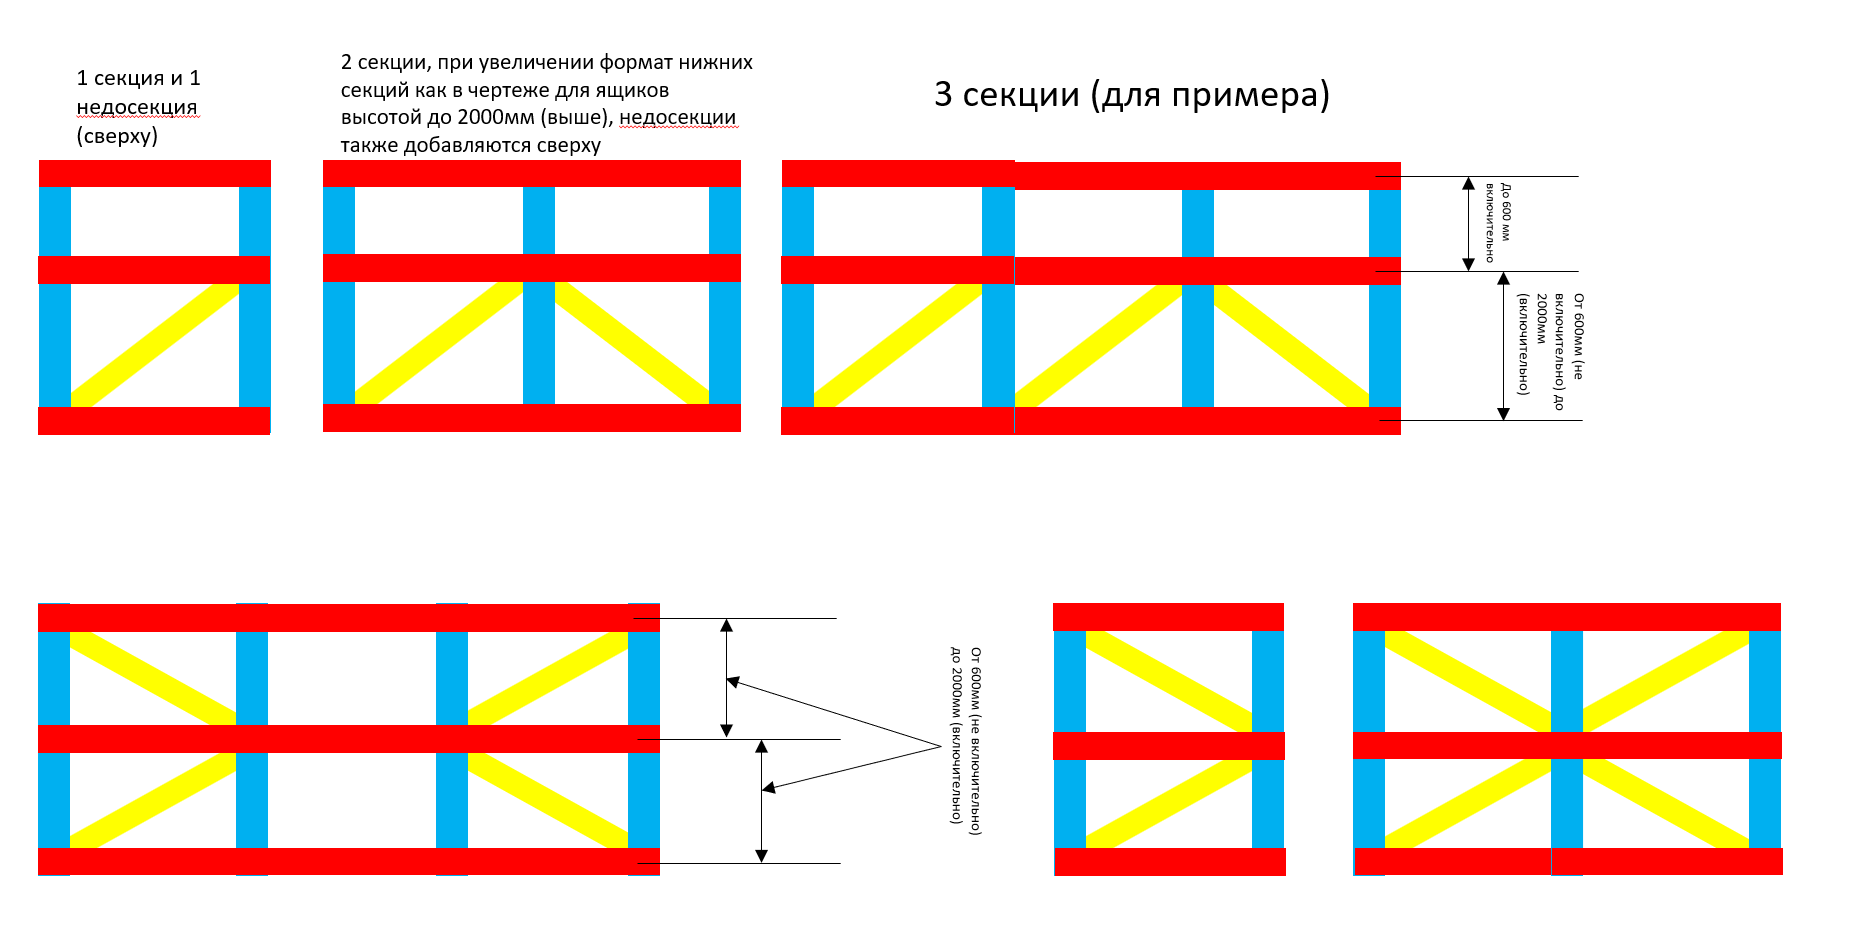 1 секция и 1
недосекция
(сверху)
2 секции, при увеличении формат нижних
секций как в чертеже для ящиков
высотой до 2000мм (выше), недосекции
также добавляются сверху
3 секции (для примера)
До 600 мм
включительно
От 600мм (не
включительно) до
2000мм
(включительно)
От 600мм (не включительно)
до 2000мм (включительно)